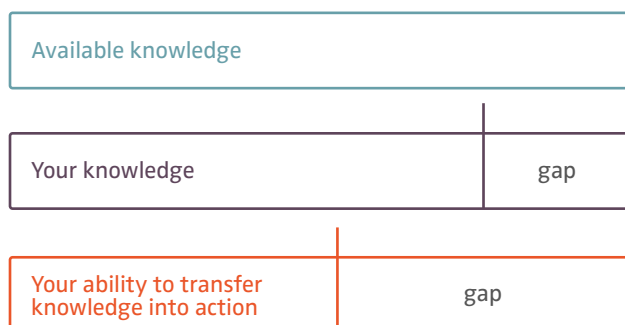 Available knowledge
Your knowledge
gap
Your ability to transfer
knowledge into action
gap